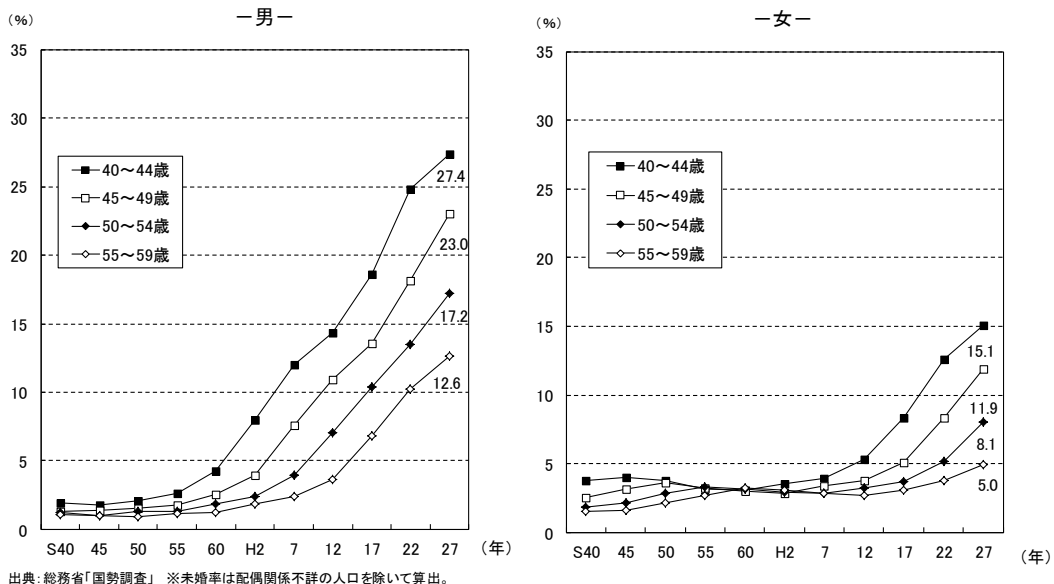 －男－
(%)
35
30
25
20
15
10
5
0
40～44歳
45～49歳
50～54歳
55～59歳
27.4
23.0
17.2
12.6
S40 45 50 55 60 H2 7 12 17 22 27 (年)
－女－
(%)
35
30
25
20
15
10
5
0
40～44歳
45～49歳
50～54歳
55～59歳
15.1
11.9
8.1
5.0
S40 45 50 55 60 H2 7 12 17 22 27 (年)
出典：総務省「国勢調査」 ※未婚率は配偶関係不詳の人口を除いて算出。